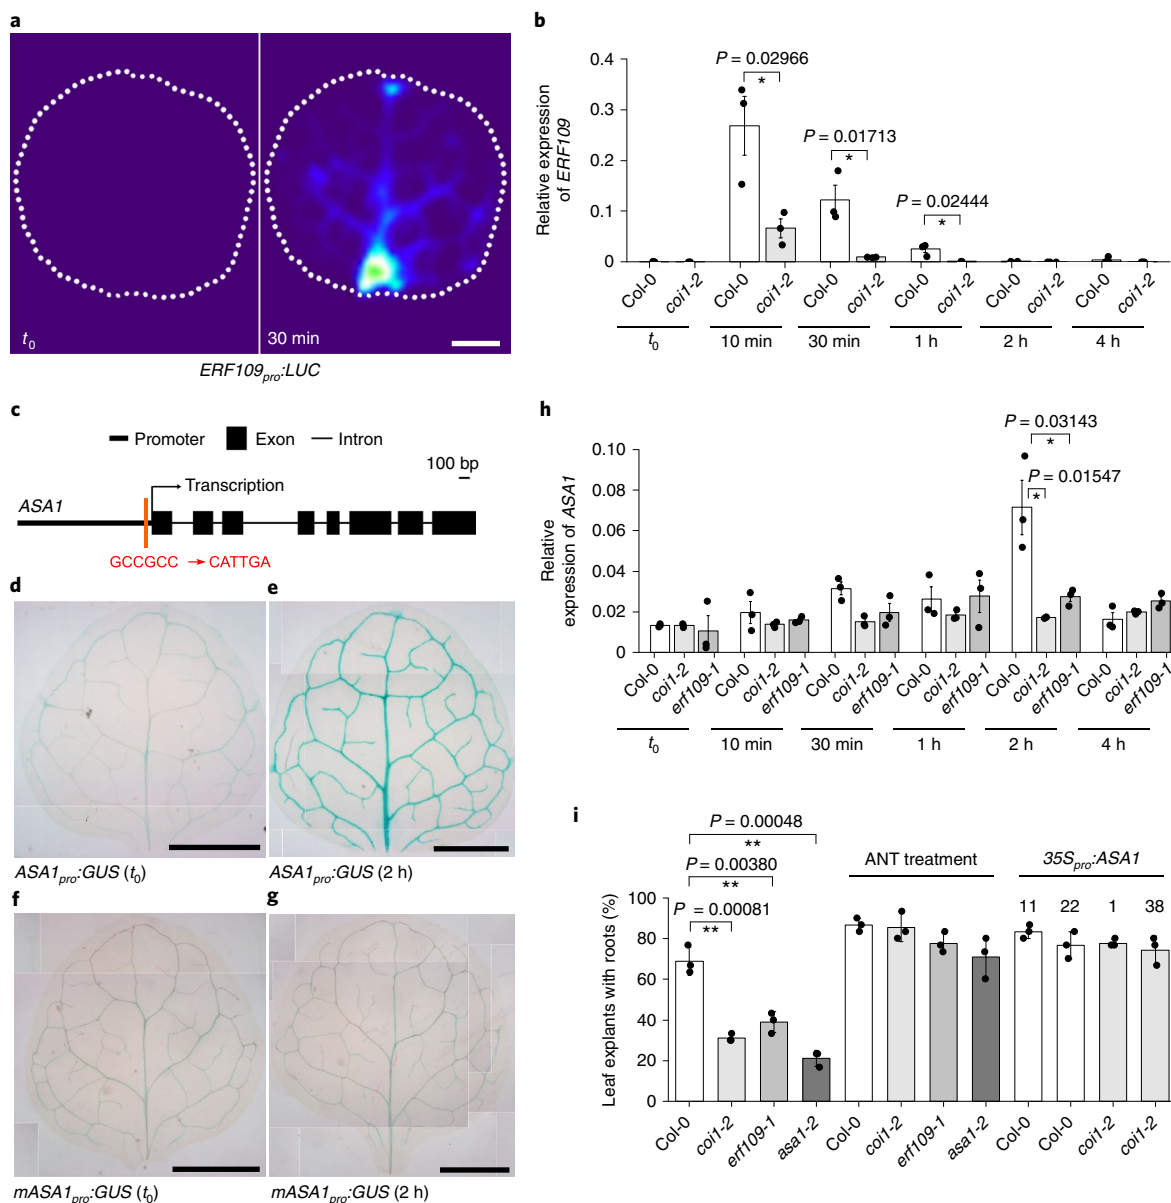 a
t0
30 min
ERF109pro:LUC
b
Relative expression
of ERF109
0.4
0.3
0.2
0.1
0
P = 0.02966
*
P = 0.01713
*
P = 0.02444
*
Col-0 coi1-2 Col-0 coi1-2 Col-0 coi1-2 Col-0 coi1-2 Col-0 coi1-2 Col-0 coi1-2
t0 10 min 30 min 1 h 2 h 4 h
c
Promoter Exon Intron
100 bp
ASA1
Transcription
GCCGCC → CATTGA
d
ASA1pro:GUS (t0)
e
ASA1pro:GUS (2 h)
f
mASA1pro:GUS (t0)
g
mASA1pro:GUS (2 h)
h
Relative
expression of ASA1
0.10
0.08
0.06
0.04
0.02
0
P = 0.03143
*
P = 0.01547
*
Col-0 coi1-2 erf109-1 Col-0 coi1-2 erf109-1 Col-0 coi1-2 erf109-1 Col-0 coi1-2 erf109-1 Col-0 coi1-2 erf109-1 Col-0 coi1-2 erf109-1
t0 10 min 30 min 1 h 2 h 4 h
i
Leaf explants with roots (%)
100
80
60
40
20
0
P = 0.00048
**
P = 0.00380
**
P = 0.00081
**
ANT treatment
35Spro:ASA1
11 22 1 38
Col-0 coi1-2 erf109-1 asa1-2 Col-0 coi1-2 erf109-1 asa1-2 Col-0 Col-0 coi1-2 coi1-2